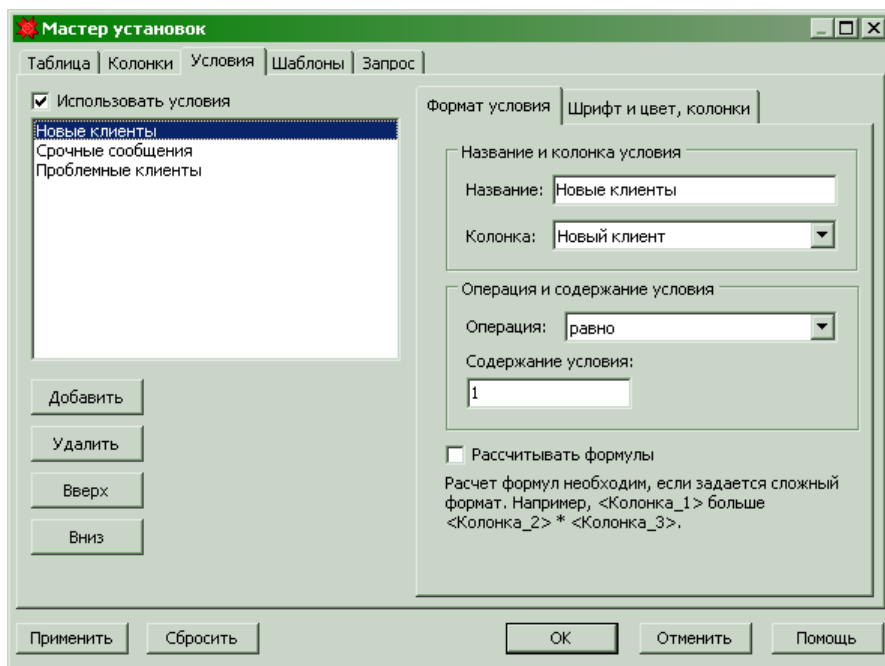 Мастер установок
Таблица Колонки Условия Шаблоны Запрос
Использовать условия
Новые клиенты
Срочные сообщения
Проблемные клиенты
Добавить
Удалить
Вверх
Вниз
Формат условия Шрифт и цвет, колонки
Название и колонка условия
Название: Новые клиенты
Колонка: Новый клиент
Операция и содержание условия
Операция: равно
Содержание условия:
1
Рассчитывать формулы
Расчет формул необходим, если задается сложный
формат. Например, <Колонка_1> больше
<Колонка_2> * <Колонка_3>.
Применить Сбросить ОК Отменить Помощь